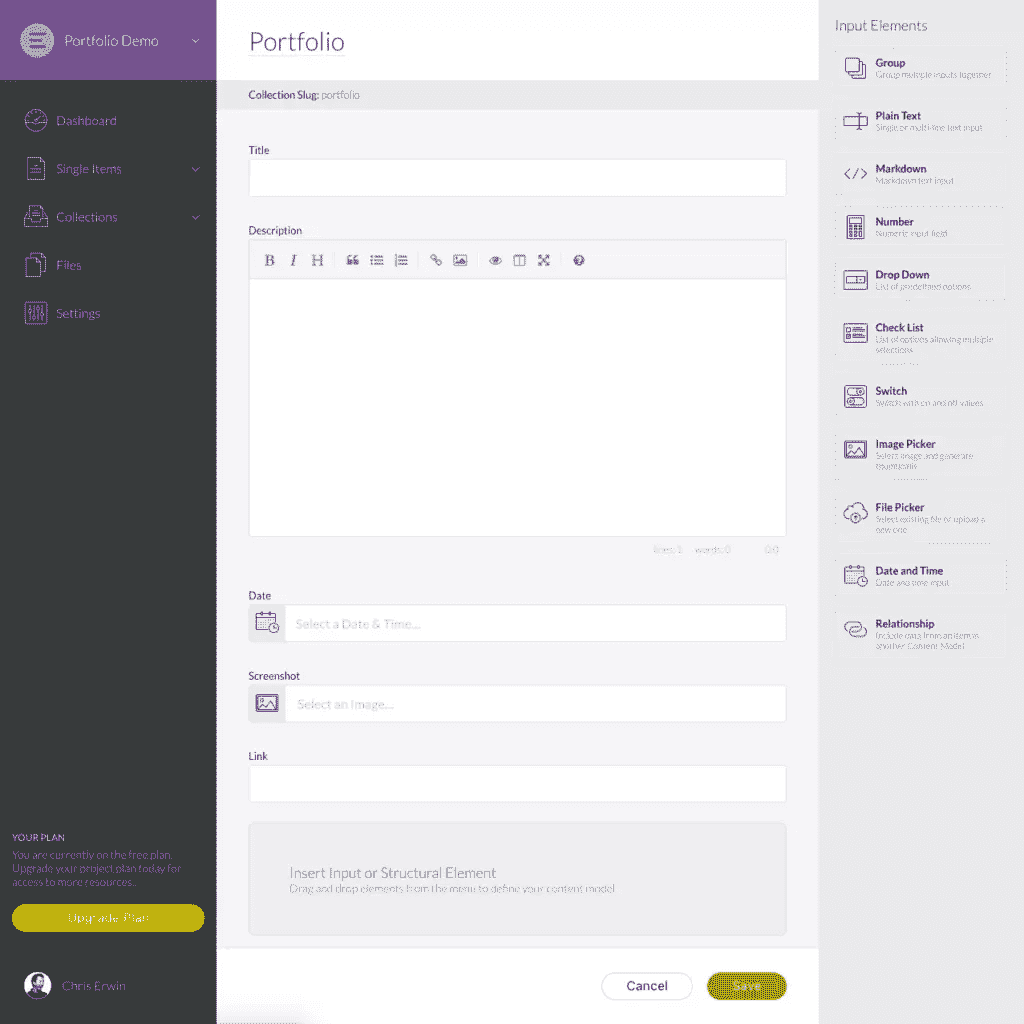 Portfolio Demo
Dashboard
Single Items
Collections
Files
Settings
YOUR PLAN
You are currently on the free plan.
Upgrade your project plan today for
access to more resources.
Upgrade Plan
Chris Erwin
Portfolio
Collection Slug: portfolio
Title
Description
B I H
lines: 1 words: 0 0:0
Date
Select a Date & Time...
Screenshot
Select an Image...
Link
Insert Input or Structural Element
Drag and drop elements from the menu to define your content model
Cancel
Save
Input Elements
Group
Group multiple inputs together
Plain Text
Single or multi-line text input
Markdown
Markdown text input
Number
Numeric input field
Drop Down
List of predefined options
Check List
List of options allowing multiple
selections
Switch
Switch with on and off values
Image Picker
Select image and generate
thumbnails
File Picker
Select existing file or upload a
new one
Date and Time
Date and time input
Relationship
Include data from an item in
another Content Model